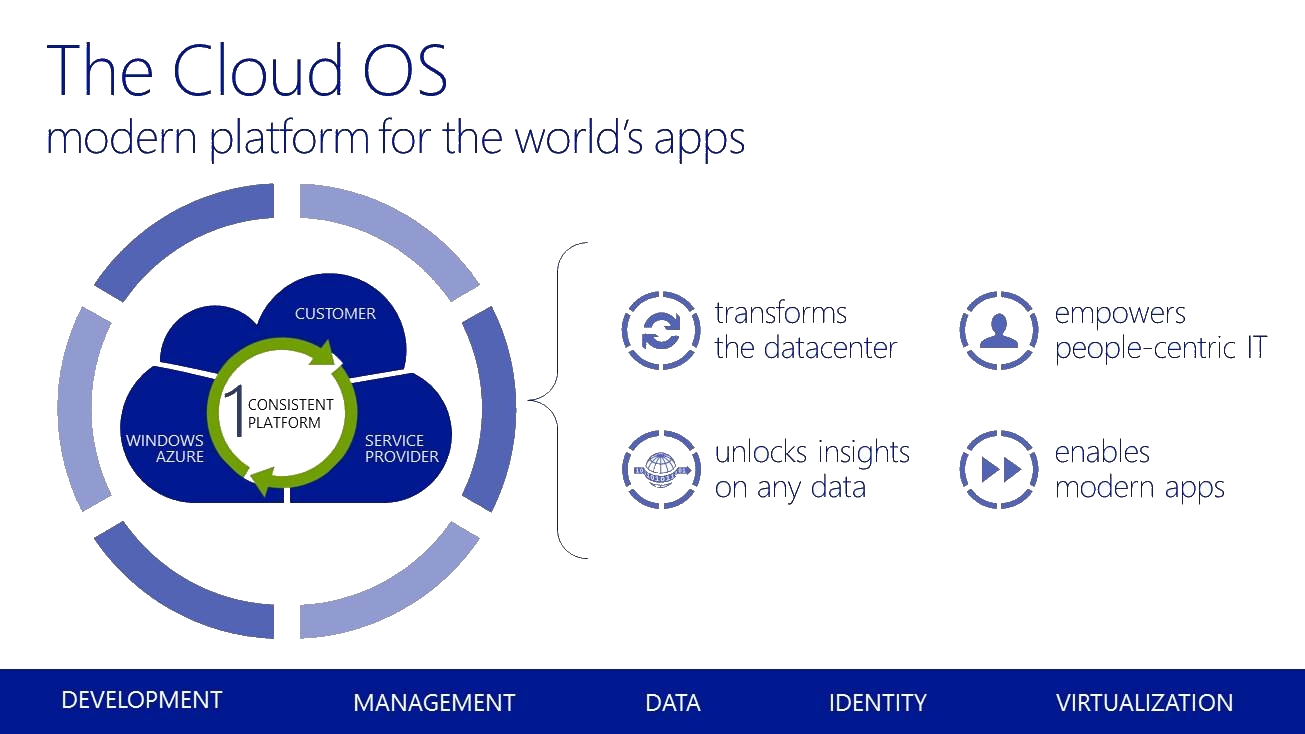 The Cloud OS
modern platform for the world's apps
CUSTOMER
1
CONSISTENT
PLATFORM
WINDOWS
AZURE
SERVICE
PROVIDER
transforms
the datacenter
empowers
people-centric IT
unlocks insights
on any data
enables
modern apps
DEVELOPMENT
MANAGEMENT
DATA
IDENTITY
VIRTUALIZATION